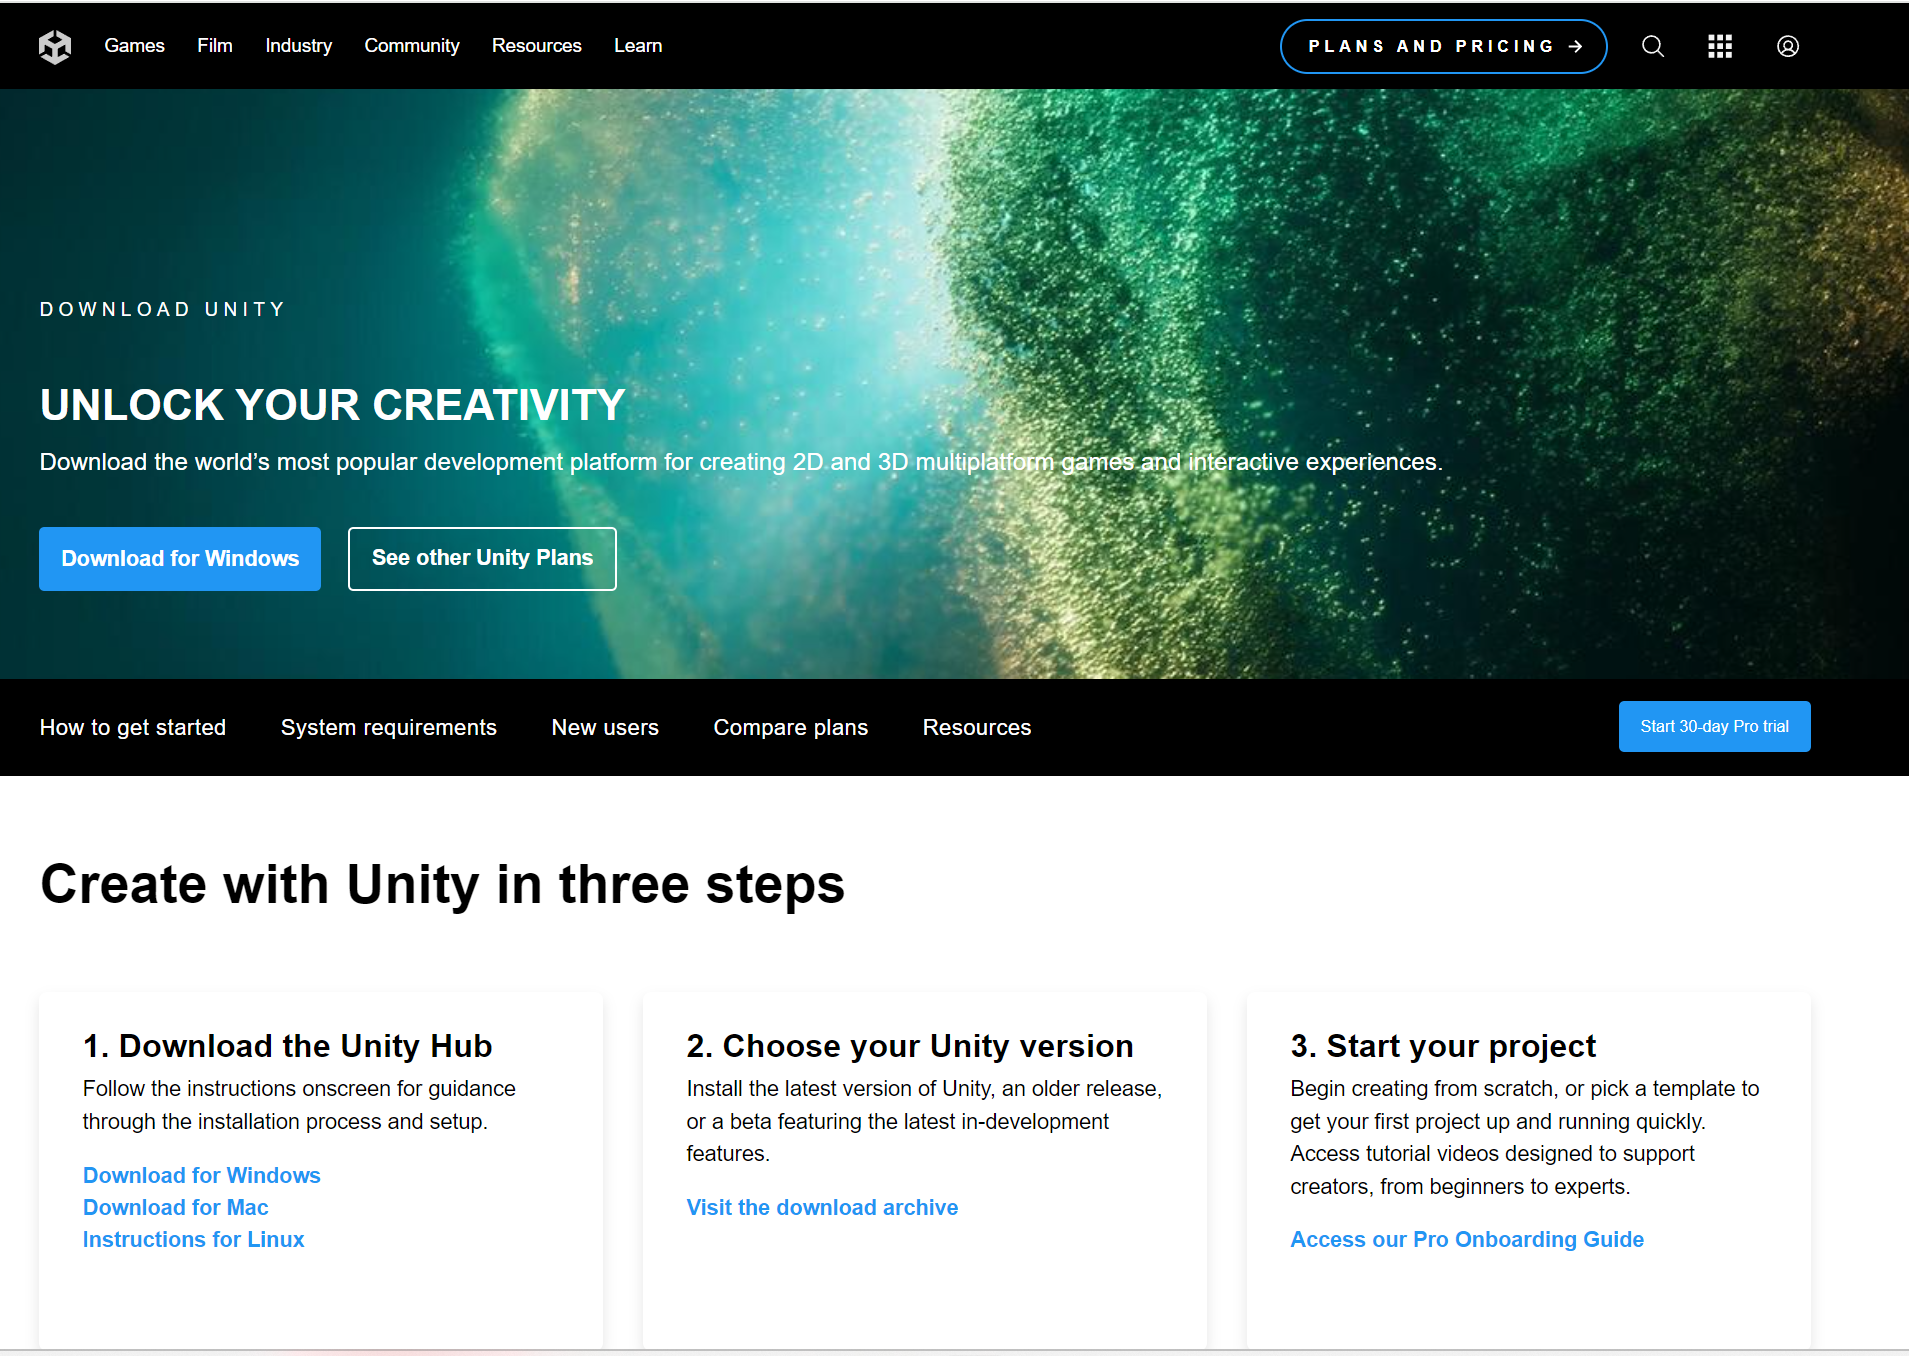 Games Film Industry Community Resources Learn
PLANS AND PRICING →
DOWNLOAD UNITY
UNLOCK YOUR CREATIVITY
Download the world’s most popular development platform for creating 2D and 3D multiplatform games and interactive experiences.
Download for Windows
See other Unity Plans
How to get started System requirements New users Compare plans Resources
Start 30-day Pro trial
Create with Unity in three steps
1. Download the Unity Hub
Follow the instructions onscreen for guidance
through the installation process and setup.
Download for Windows
Download for Mac
Instructions for Linux
2. Choose your Unity version
Install the latest version of Unity, an older release,
or a beta featuring the latest in-development
features.
Visit the download archive
3. Start your project
Begin creating from scratch, or pick a template to
get your first project up and running quickly.
Access tutorial videos designed to support
creators, from beginners to experts.
Access our Pro Onboarding Guide